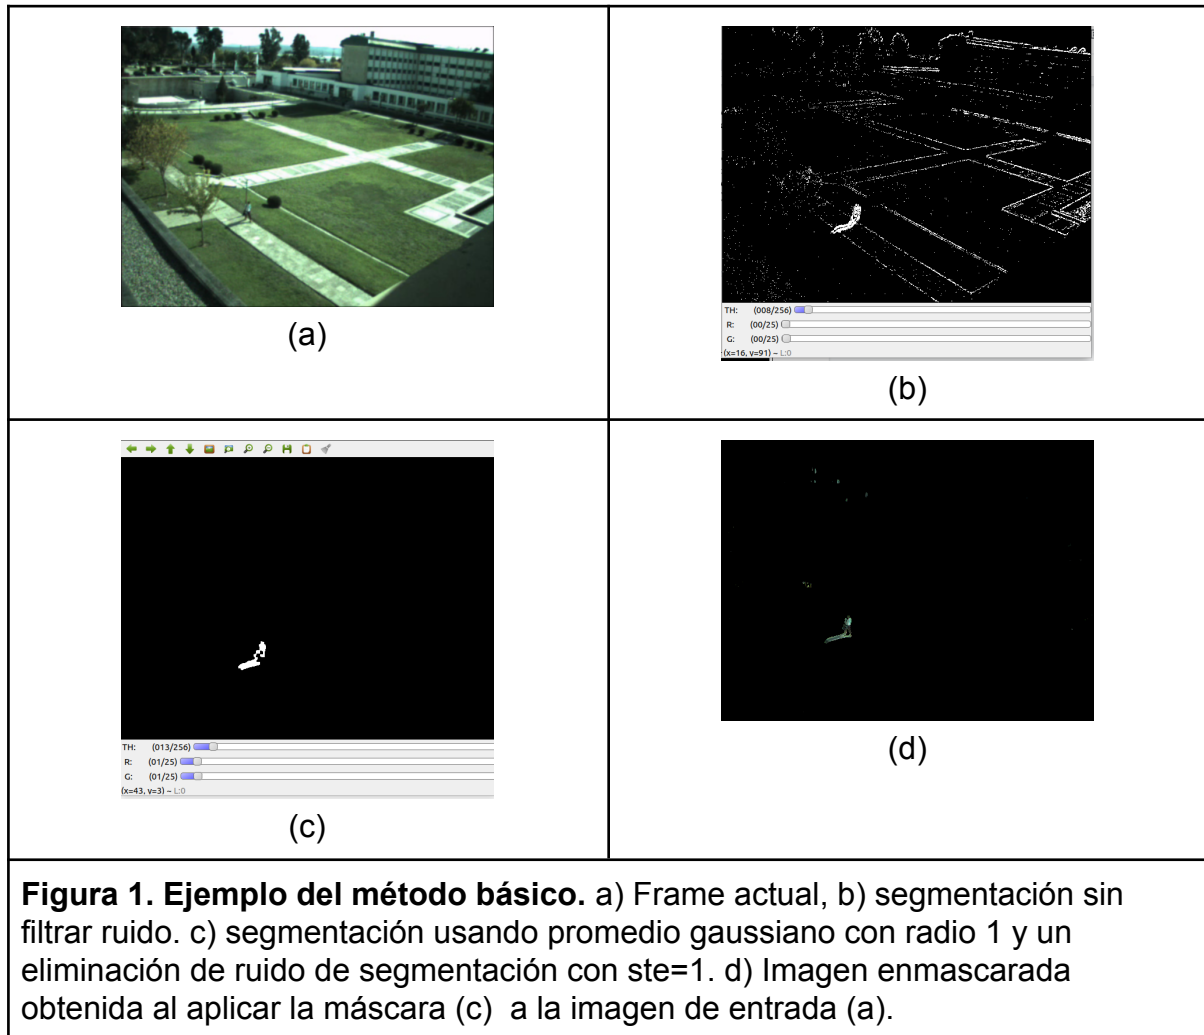 (a)
TH: (008/256)
R: (00/25)
G: (00/25)
(x=16, y=91) ~ L:0
(b)
TH: (013/256)
R: (01/25)
G: (01/25)
(x=43, y=3) ~ L:0
(c)
(d)
Figura 1. Ejemplo del método básico. a) Frame actual, b) segmentación sin
filtrar ruido. c) segmentación usando promedio gaussiano con radio 1 y un
eliminación de ruido de segmentación con ste=1. d) Imagen enmascarada
obtenida al aplicar la máscara (c) a la imagen de entrada (a).